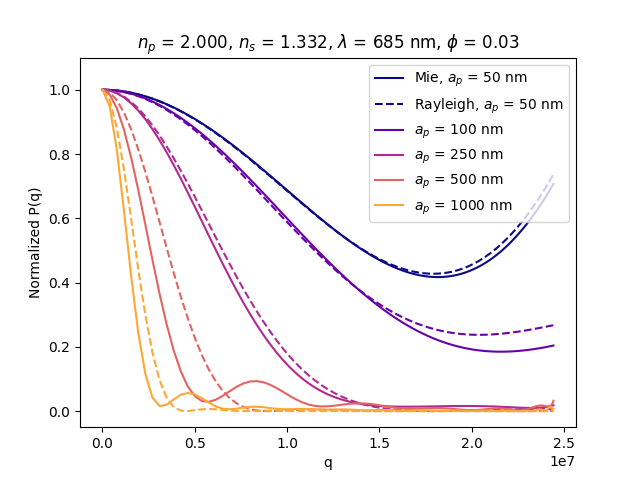 n_p = 2.000, n_s = 1.332, λ = 685 nm, ϕ = 0.03
Normalized P(q)
1.0
0.8
0.6
0.4
0.2
0.0
Mie, a_p = 50 nm
Rayleigh, a_p = 50 nm
a_p = 100 nm
a_p = 250 nm
a_p = 500 nm
a_p = 1000 nm
0.0 0.5 1.0 1.5 2.0 2.5
1e7
q